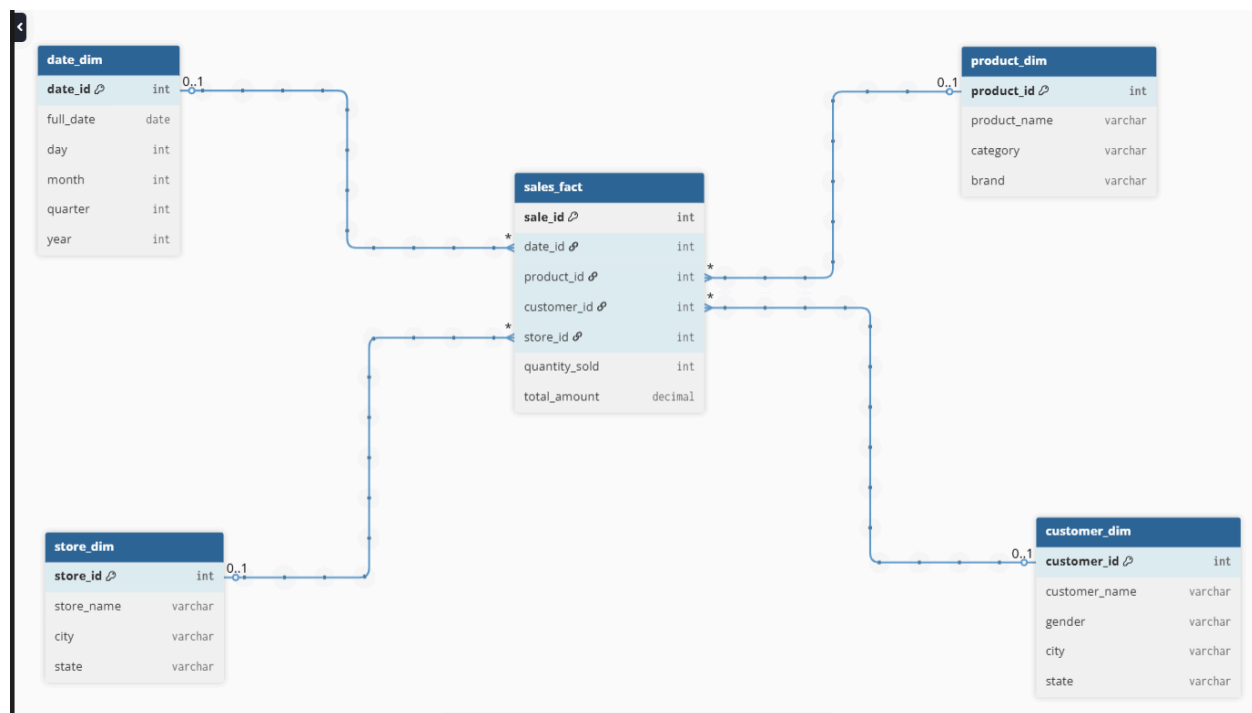 date_dim
date_id int 0..1
full_date date
day int
month int
quarter int
year int
product_dim
0..1 product_id int
product_name varchar
category varchar
brand varchar
sales_fact
sale_id int
* date_id int
product_id int *
customer_id int *
* store_id int
quantity_sold int
total_amount decimal
store_dim
store_id int 0..1
store_name varchar
city varchar
state varchar
customer_dim
0..1 customer_id int
customer_name varchar
gender varchar
city varchar
state varchar